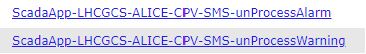 ScadaApp-LHCGCS-ALICE-CPV-SMS-unProcessAlarm
ScadaApp-LHCGCS-ALICE-CPV-SMS-unProcessWarning